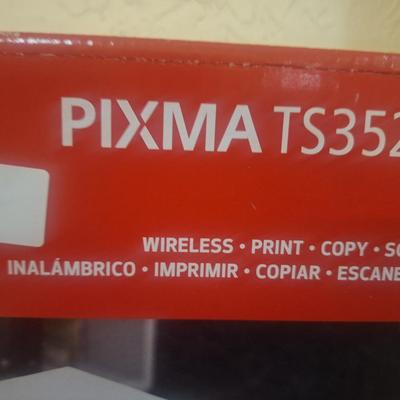 PIXMA TS352
WIRELESS • PRINT • COPY • SC
INALÁMBRICO • IMPRIMIR • COPIAR • ESCANE